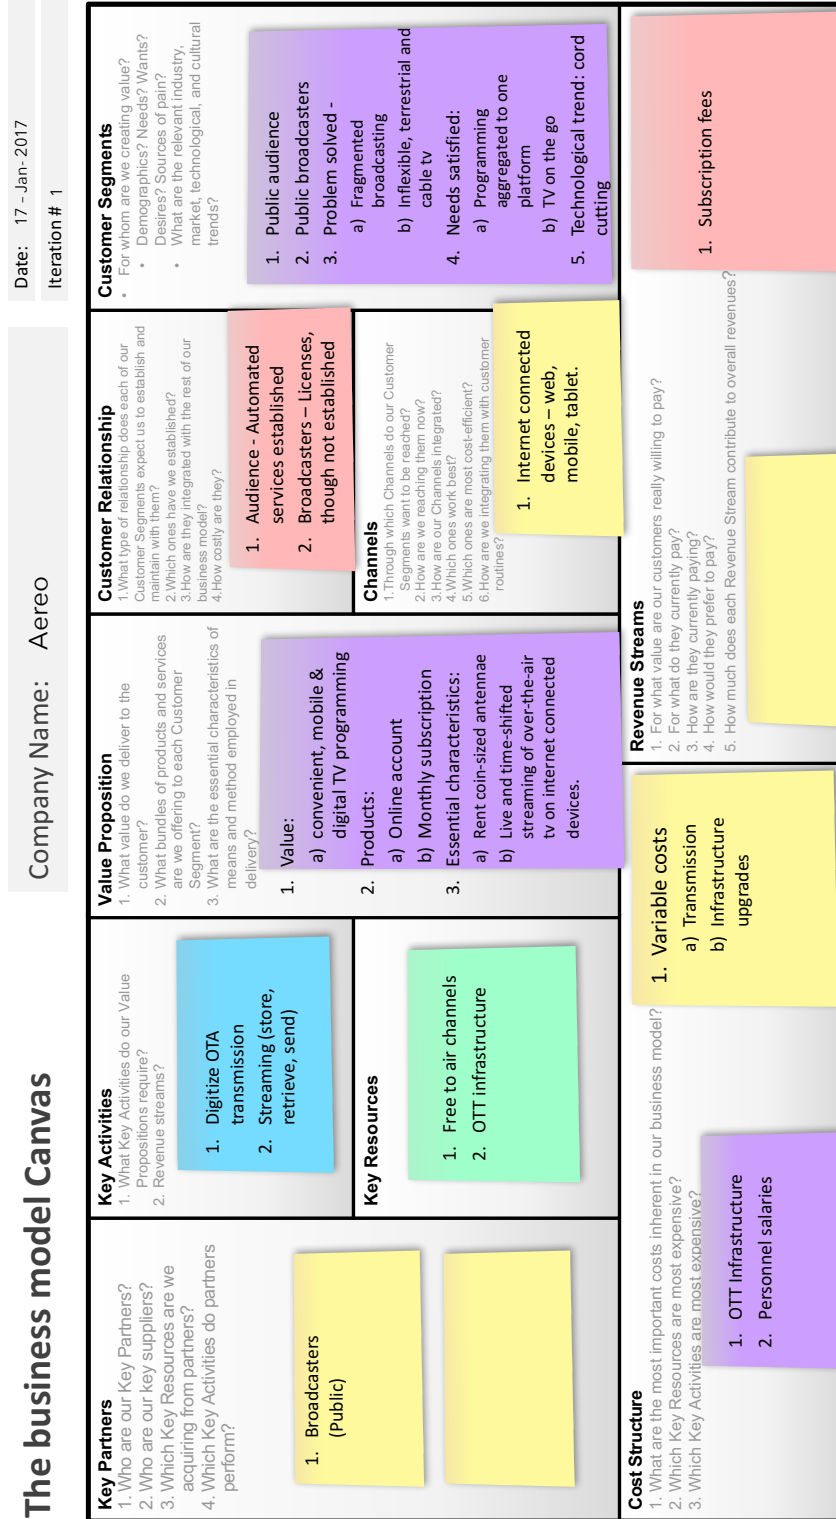 The business model Canvas
Company Name: Aereo
Date: 17 – Jan- 2017
Iteration # 1
Key Partners
1. Who are our Key Partners?
2. Who are our key suppliers?
3. Which Key Resources are we
acquiring from partners?
4. Which Key Activities do partners
perform?
1. Broadcasters
(Public)
Key Activities
1. What Key Activities do our Value
Propositions require?
2. Revenue streams?
1. Digitize OTA
transmission
2. Streaming (store,
retrieve, send)
Key Resources
1. Free to air channels
2. OTT infrastructure
Value Proposition
1. What value do we deliver to the
customer?
2. What bundles of products and services
are we offering to each Customer
Segment?
3. What are the essential characteristics of
means and method employed in
delivery?
1. Value:
a) convenient, mobile &
digital TV programming
2. Products:
a) Online account
b) Monthly subscription
3. Essential characteristics:
a) Rent coin-sized antennae
b) Live and time-shifted
streaming of over-the-air
tv on internet connected
devices.
Customer Relationship
1.What type of relationship does each of our
Customer Segments expect us to establish and
maintain with them?
2.Which ones have we established?
3.How are they integrated with the rest of our
business model?
4.How costly are they?
1. Audience - Automated
services established
2. Broadcasters – Licenses,
though not established
Channels
1.Through which Channels do our Customer
Segments want to be reached?
2.How are we reaching them now?
3.How are our Channels integrated?
4.Which ones work best?
5.Which ones are most cost-efficient?
6.How are we integrating them with customer
routines?
1. Internet connected
devices – web,
mobile, tablet.
Customer Segments
• For whom are we creating value?
• Demographics? Needs? Wants?
Desires? Sources of pain?
• What are the relevant industry,
market, technological, and cultural
trends?
1. Public audience
2. Public broadcasters
3. Problem solved -
a) Fragmented
broadcasting
b) Inflexible, terrestrial and
cable tv
4. Needs satisfied:
a) Programming
aggregated to one
platform
b) TV on the go
5. Technological trend: cord
cutting
Cost Structure
1. What are the most important costs inherent in our business model?
2. Which Key Resources are most expensive?
3. Which Key Activities are most expensive?
1. OTT Infrastructure
2. Personnel salaries
1. Variable costs
a) Transmission
b) Infrastructure
upgrades
Revenue Streams
1. For what value are our customers really willing to pay?
2. For what do they currently pay?
3. How are they currently paying?
4. How would they prefer to pay?
5. How much does each Revenue Stream contribute to overall revenues?
1. Subscription fees